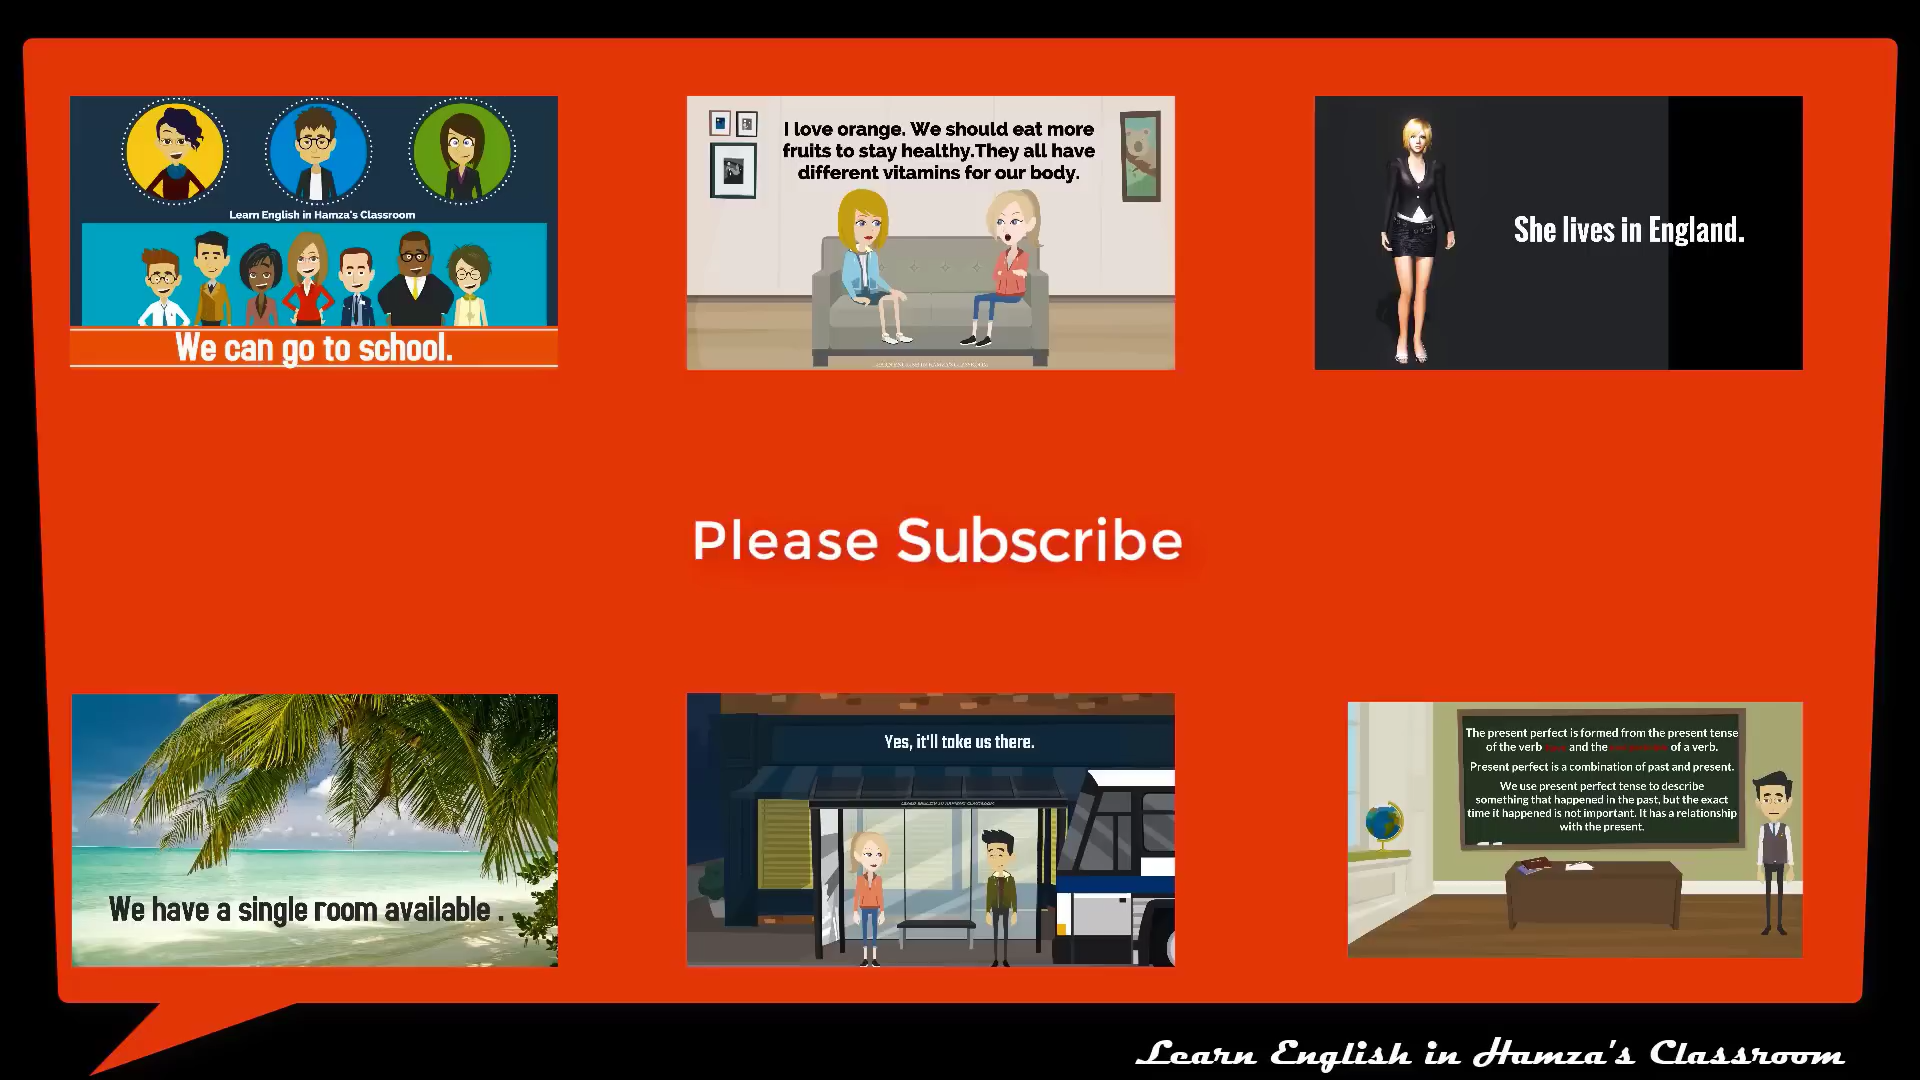 Learn English in Hamza's Classroom
We can go to school.
I love orange. We should eat more
fruits to stay healthy.They all have
different vitamins for our body.
She lives in England.
Please Subscribe
We have a single room available .
Yes, it'll take us there.
The present perfect is formed from the present tense
of the verb and the of a verb.
Present perfect is a combination of past and present.
We use present perfect tense to describe
something that happened in the past, but the exact
time it happened is not important. It has a relationship
with the present.
Learn English in Hamza's Classroom